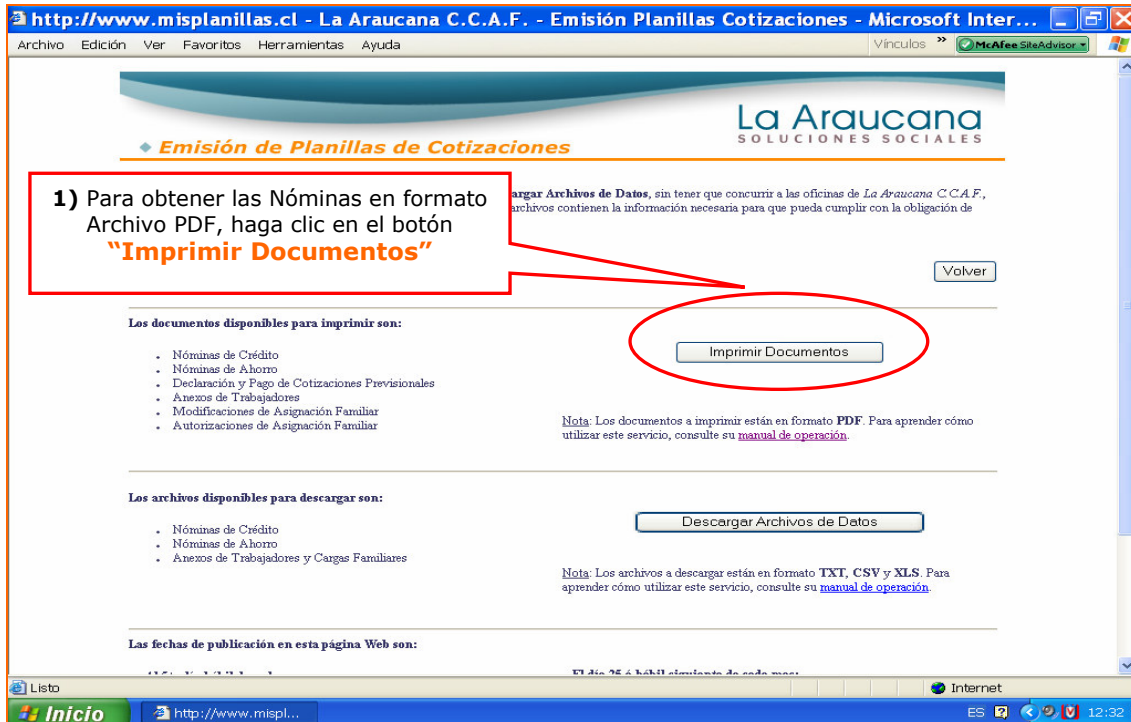 http://www.misplanillas.cl - La Araucana C.C.A.F. - Emisión Planillas Cotizaciones - Microsoft Inter...
Archivo Edición Ver Favoritos Herramientas Ayuda Vínculos » McAfee SiteAdvisor
La Araucana
SOLUCIONES SOCIALES
Emisión de Planillas de Cotizaciones
1) Para obtener las Nóminas en formato
Archivo PDF, haga clic en el botón
“Imprimir Documentos”
argar Archivos de Datos, sin tener que concurrir a las oficinas de La Araucana C.C.A.F.,
archivos contienen la información necesaria para que pueda cumplir con la obligación de
Volver
Los documentos disponibles para imprimir son:
Imprimir Documentos
Nóminas de Crédito
Nóminas de Ahorro
Declaración y Pago de Cotizaciones Previsionales
Anexos de Trabajadores
Modificaciones de Asignación Familiar
Autorizaciones de Asignación Familiar
Nota: Los documentos a imprimir están en formato PDF. Para aprender cómo
utilizar este servicio, consulte su manual de operación.
Los archivos disponibles para descargar son:
Descargar Archivos de Datos
Nóminas de Crédito
Nóminas de Ahorro
Anexos de Trabajadores y Cargas Familiares
Nota: Los archivos a descargar están en formato TXT, CSV y XLS. Para
aprender cómo utilizar este servicio, consulte su manual de operación.
Las fechas de publicación en esta página Web son:
El día 25 ó hábil siguiente de cada mes:
Listo Internet
Inicio http://www.mispl... ES 12:32